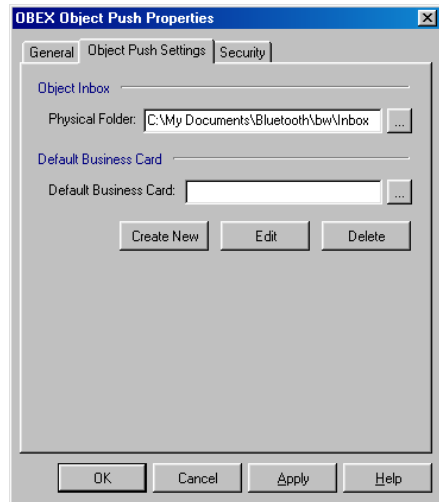 OBEX Object Push Properties
General Object Push Settings Security
Object Inbox
Physical Folder: C:\My Documents\Bluetooth\bw\Inbox ...
Default Business Card
Default Business Card: ...
Create New Edit Delete
OK Cancel Apply Help